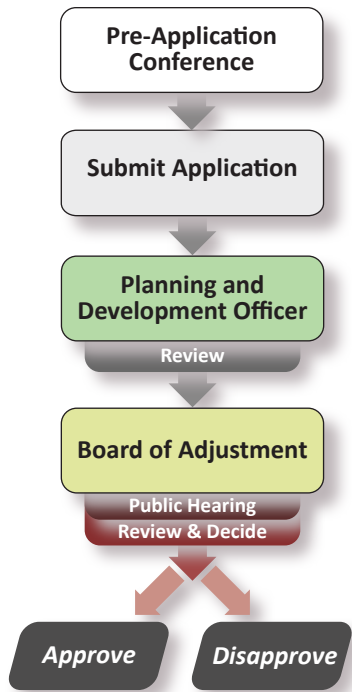 Pre-Application
Conference
Submit Application
Planning and
Development Officer
Review
Board of Adjustment
Public Hearing
Review & Decide
Approve
Disapprove